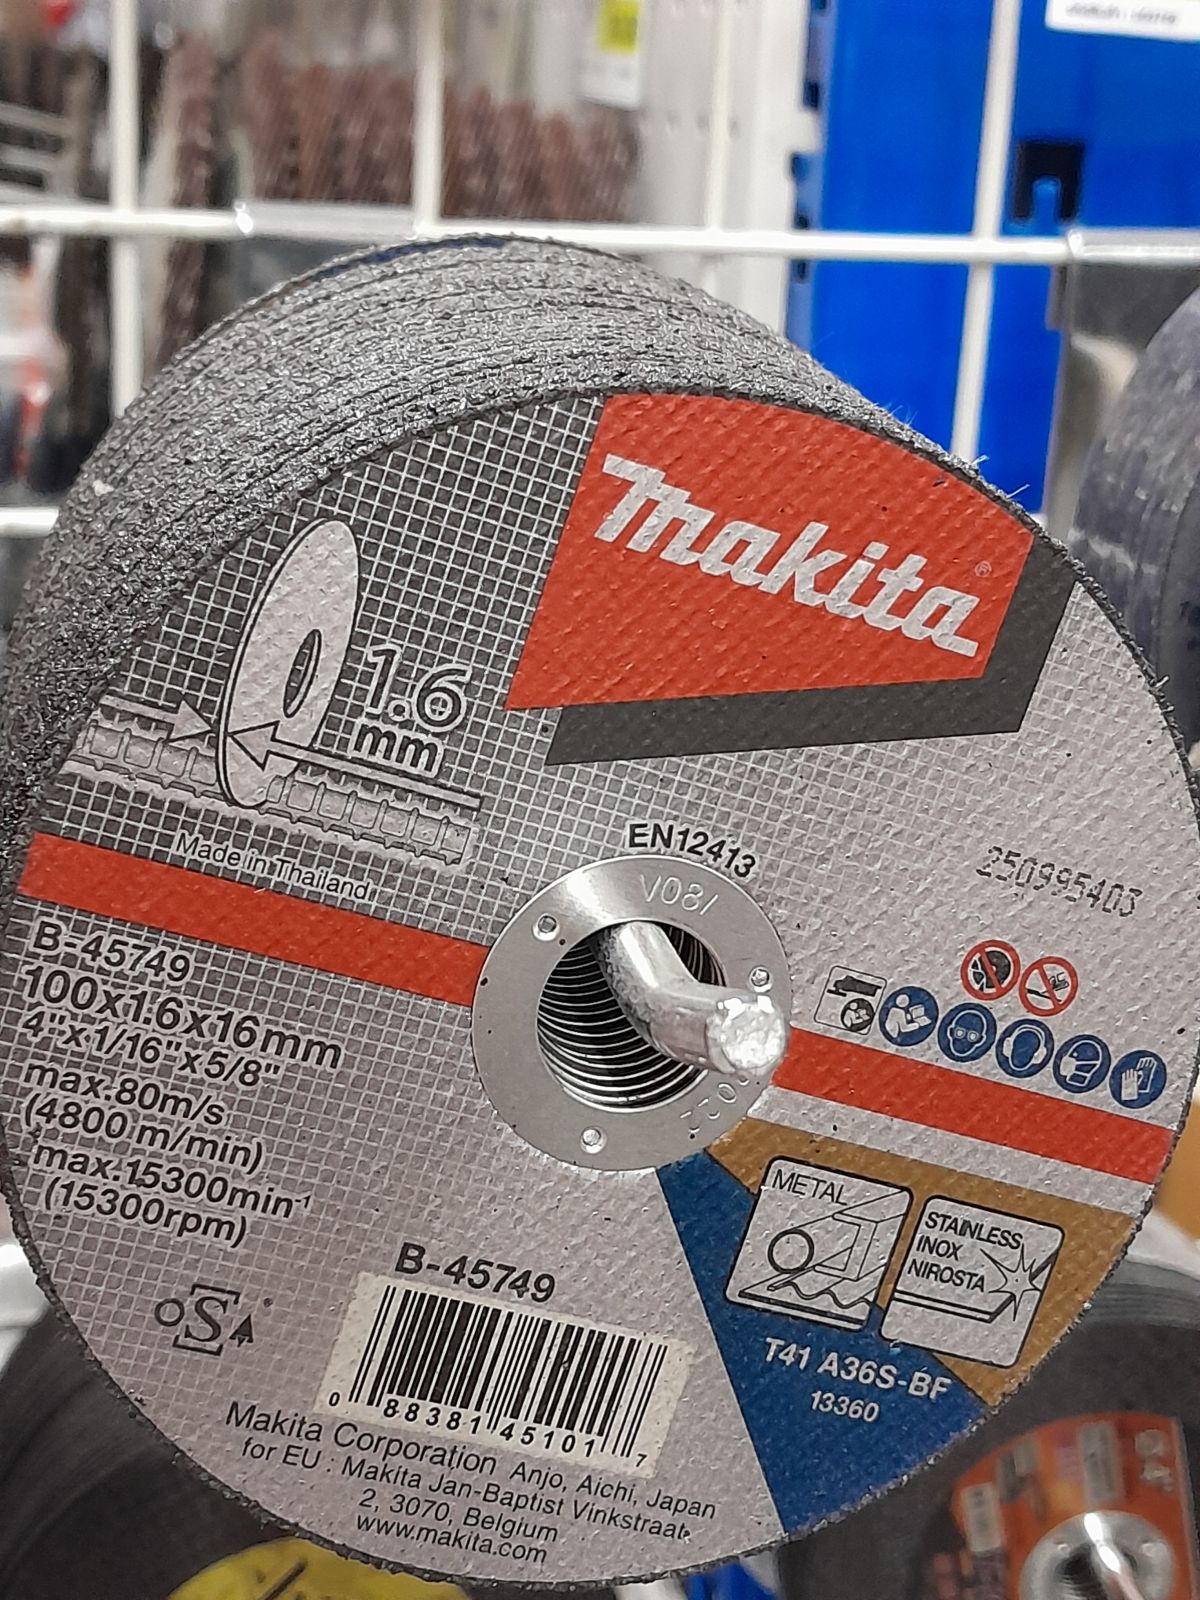 makita®
1.6
mm
Made in Thailand
EN12413
250995403
V08/
2022
B-45749
100x1.6x16mm
4"x1/16"x5/8"
max.80m/s
(4800 m/min)
max.15300min⁻¹
(15300rpm)
oSA
METAL
STAINLESS
INOX
NIROSTA
T41 A36S-BF
13360
B-45749
0 88381 45101 7
Makita Corporation Anjo, Aichi, Japan
for EU : Makita Jan-Baptist Vinkstraat
2, 3070, Belgium
www.makita.com